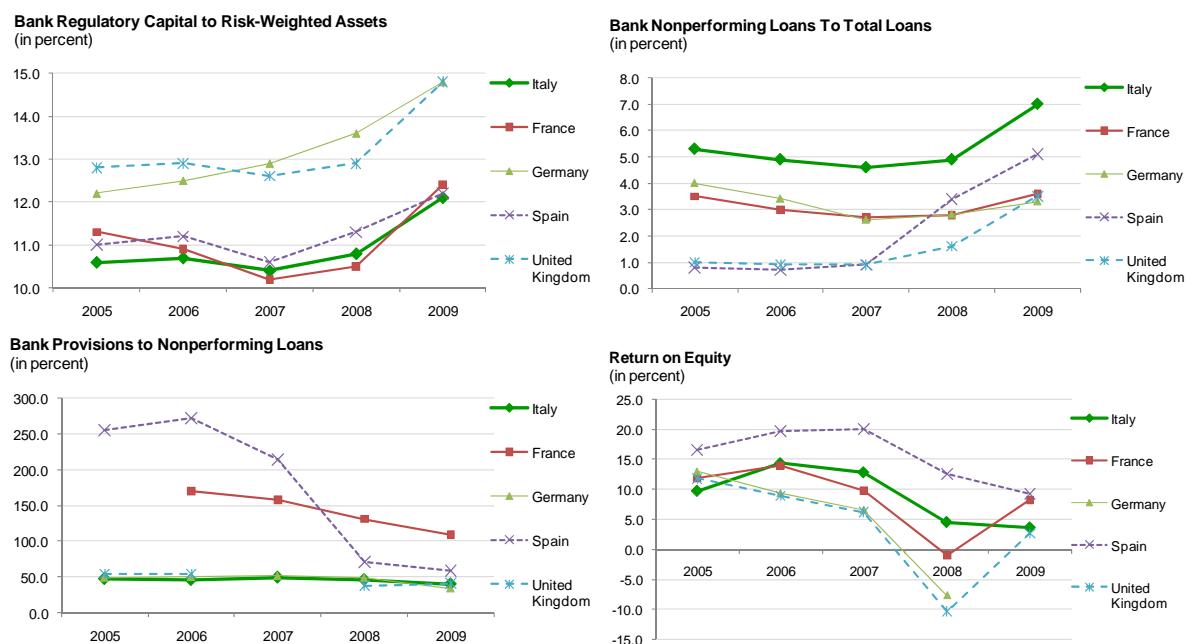 Bank Regulatory Capital to Risk-Weighted Assets
(in percent)
15.0
14.0
13.0
12.0
11.0
10.0
2005 2006 2007 2008 2009
Italy
France
Germany
Spain
United
Kingdom
Bank Nonperforming Loans To Total Loans
(in percent)
8.0
7.0
6.0
5.0
4.0
3.0
2.0
1.0
0.0
2005 2006 2007 2008 2009
Italy
France
Germany
Spain
United
Kingdom
Bank Provisions to Nonperforming Loans
(in percent)
300.0
250.0
200.0
150.0
100.0
50.0
0.0
2005 2006 2007 2008 2009
Italy
France
Germany
Spain
United
Kingdom
Return on Equity
(in percent)
25.0
20.0
15.0
10.0
5.0
0.0
-5.0
-10.0
-15.0
2005 2006 2007 2008 2009
Italy
France
Germany
Spain
United
Kingdom